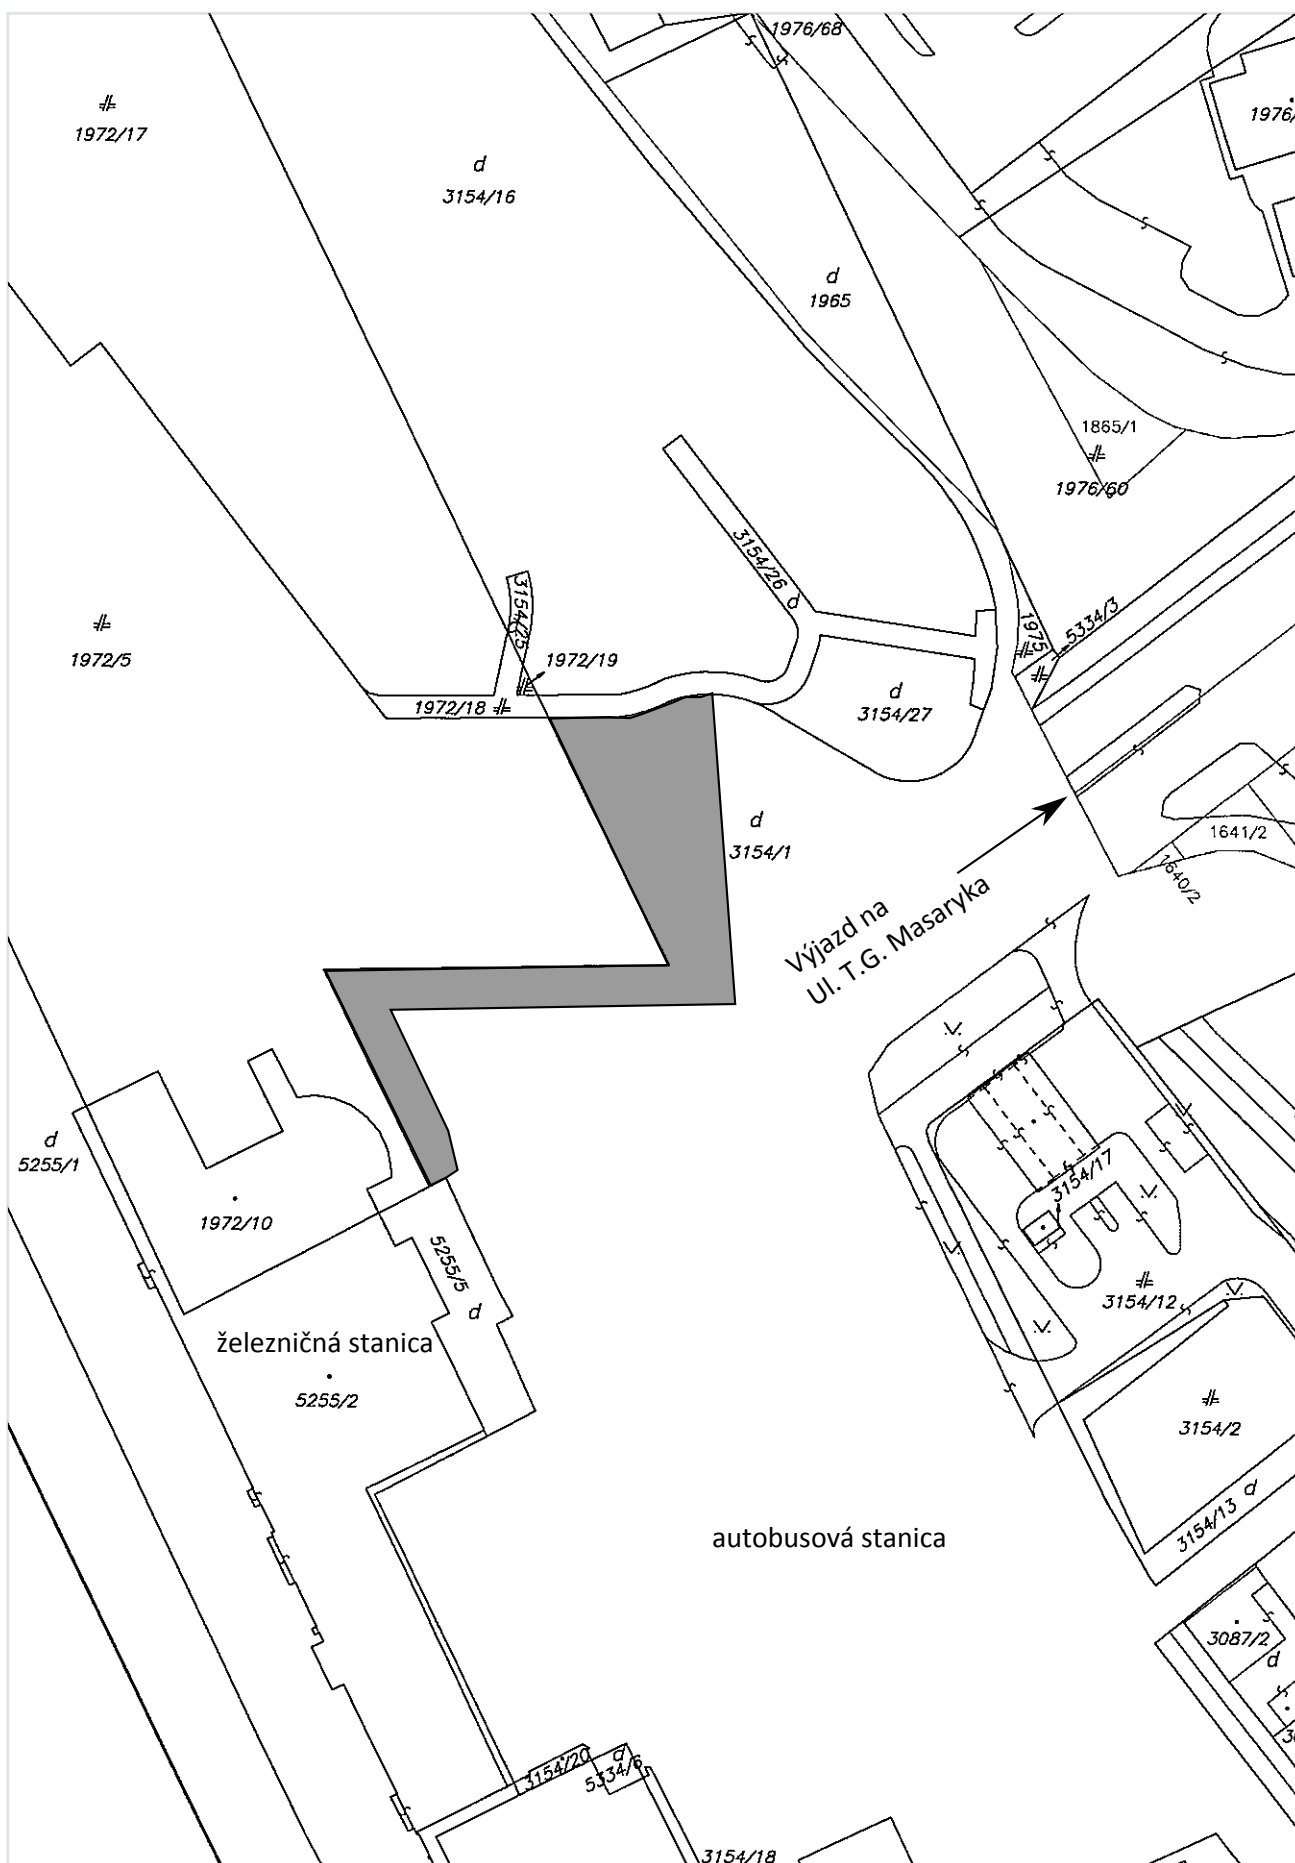 1976/68
1972/17
1976/
d
3154/16
d
1965
1865/1
1976/60
3154/26 d
3154/25
1975
5334/3
1972/5
1972/19
1972/18
d
3154/27
d
3154/1
1641/2
1640/2
Výjazd na
Ul. T.G. Masaryka
d
5255/1
3154/17
1972/10
5255/5
d
3154/12
železničná stanica
5255/2
3154/2
3154/13 d
autobusová stanica
3087/2
d
3154/20
d
5334/6
3154/18